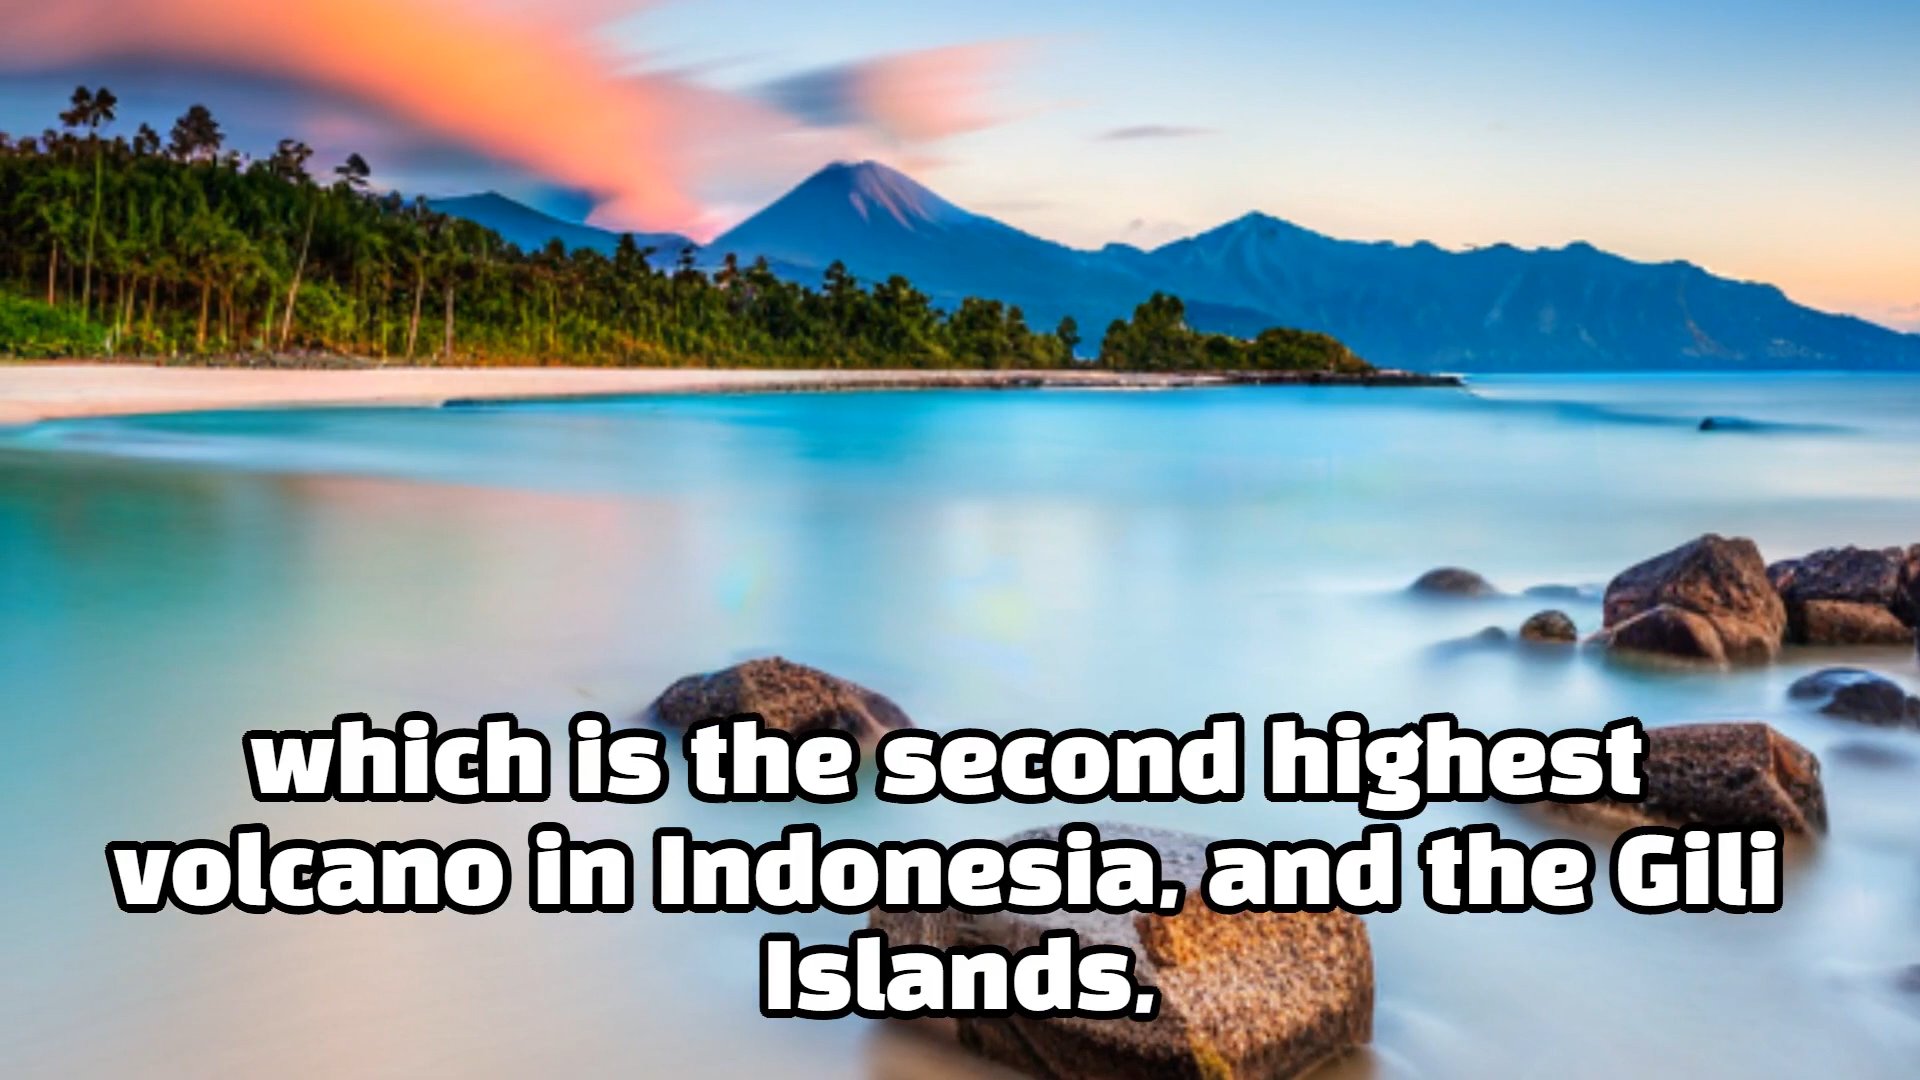 which is the second highest
volcano in Indonesia, and the Gili
Islands,